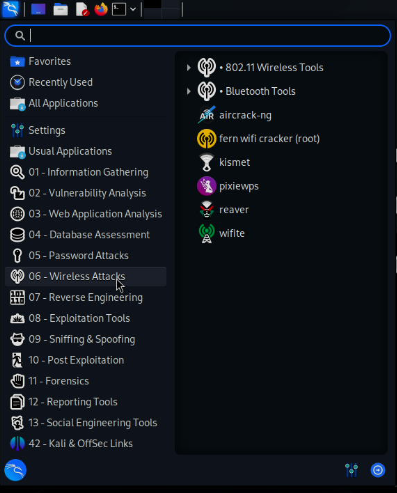 Favorites
Recently Used
All Applications
Settings
Usual Applications
01 - Information Gathering
02 - Vulnerability Analysis
03 - Web Application Analysis
04 - Database Assessment
05 - Password Attacks
06 - Wireless Attacks
07 - Reverse Engineering
08 - Exploitation Tools
09 - Sniffing & Spoofing
10 - Post Exploitation
11 - Forensics
12 - Reporting Tools
13 - Social Engineering Tools
42 - Kali & OffSec Links
• 802.11 Wireless Tools
• Bluetooth Tools
aircrack-ng
fern wifi cracker (root)
kismet
pixiewps
reaver
wifite